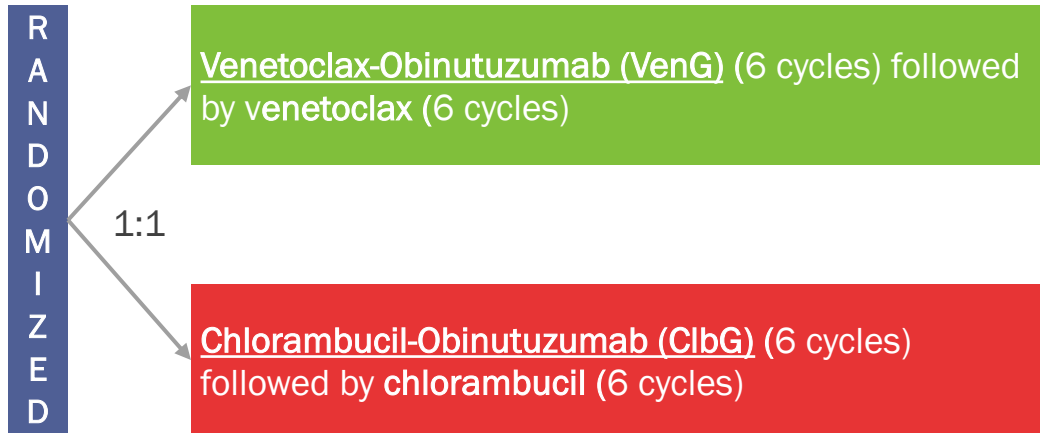 RANDOMIZED
Venetoclax-Obinutuzumab (VenG) (6 cycles) followed
by venetoclax (6 cycles)
1:1
Chlorambucil-Obinutuzumab (ClbG) (6 cycles)
followed by chlorambucil (6 cycles)